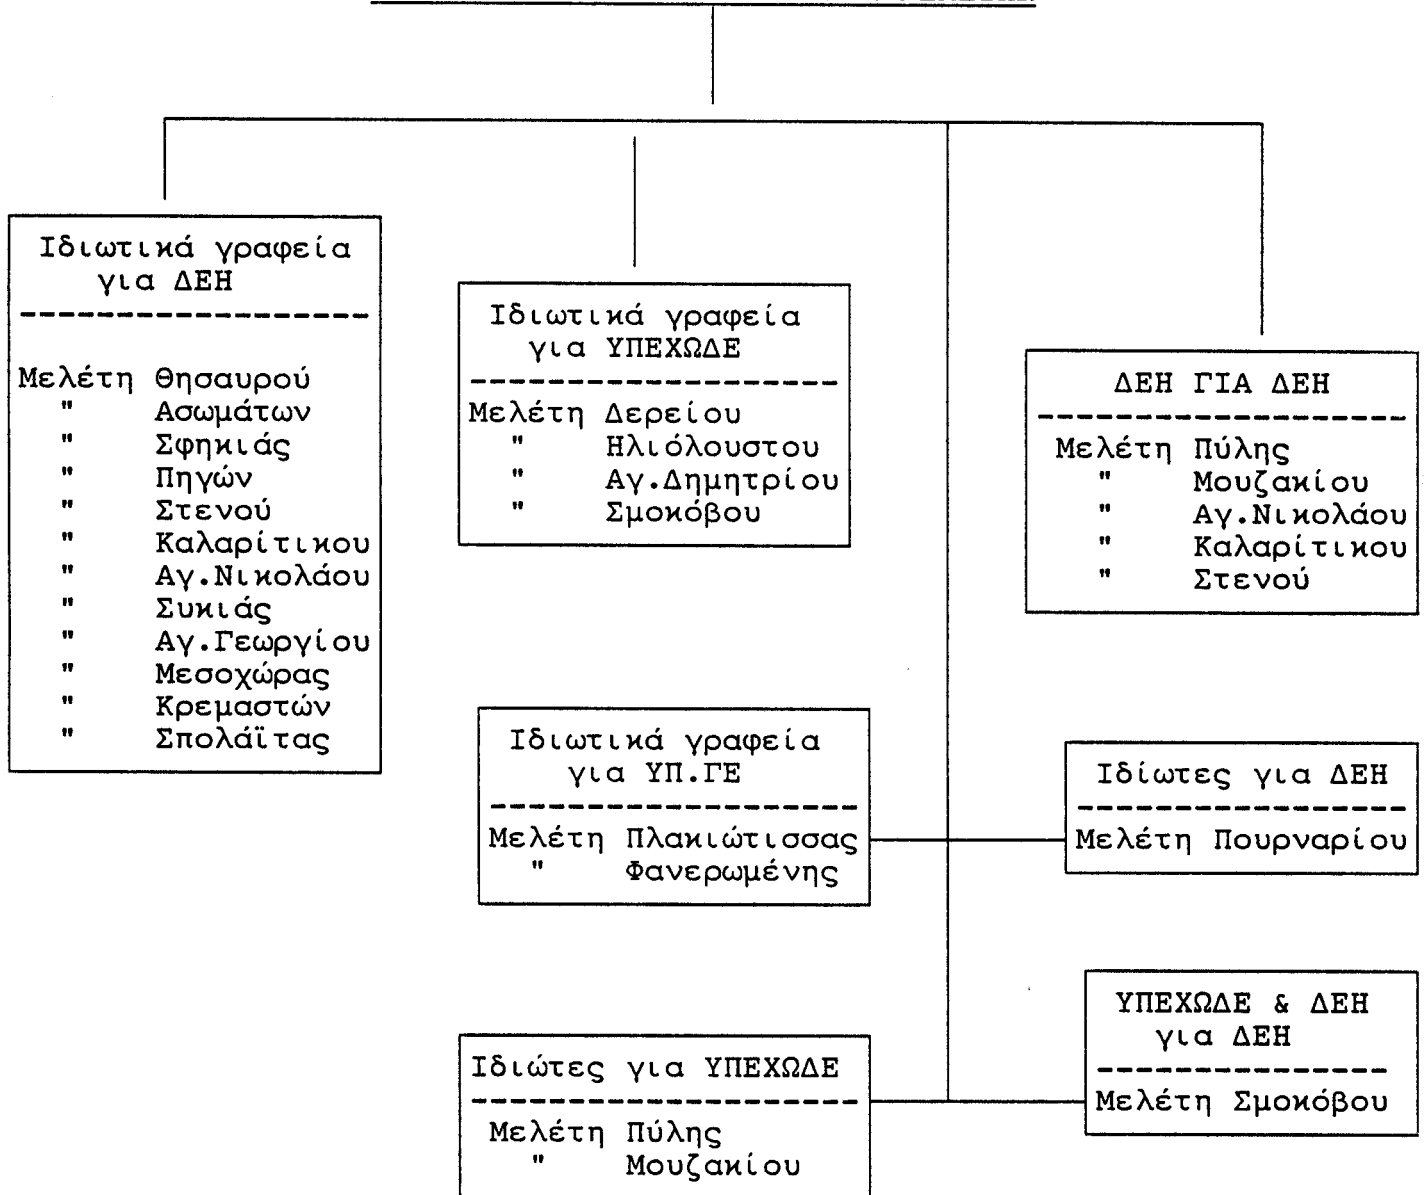 Ιδιωτικά γραφεία
για ΔΕΗ
Μελέτη Θησαυρού
" Ασωμάτων
" Σφηκιάς
" Πηγών
" Στενού
" Καλαρίτικου
" Αγ.Νικολάου
" Συκιάς
" Αγ.Γεωργίου
" Μεσοχώρας
" Κρεμαστών
" Σπολάϊτας
Ιδιωτικά γραφεία
για ΥΠΕΧΩΔΕ
Μελέτη Δερείου
" Ηλιόλουστου
" Αγ.Δημητρίου
" Σμοκόβου
ΔΕΗ ΓΙΑ ΔΕΗ
Μελέτη Πύλης
" Μουζακίου
" Αγ.Νικολάου
" Καλαρίτικου
" Στενού
Ιδιωτικά γραφεία
για ΥΠ.ΓΕ
Μελέτη Πλακιώτισσας
" Φανερωμένης
Ιδίωτες για ΔΕΗ
Μελέτη Πουρναρίου
Ιδιώτες για ΥΠΕΧΩΔΕ
Μελέτη Πύλης
" Μουζακίου
ΥΠΕΧΩΔΕ & ΔΕΗ
για ΔΕΗ
Μελέτη Σμοκόβου